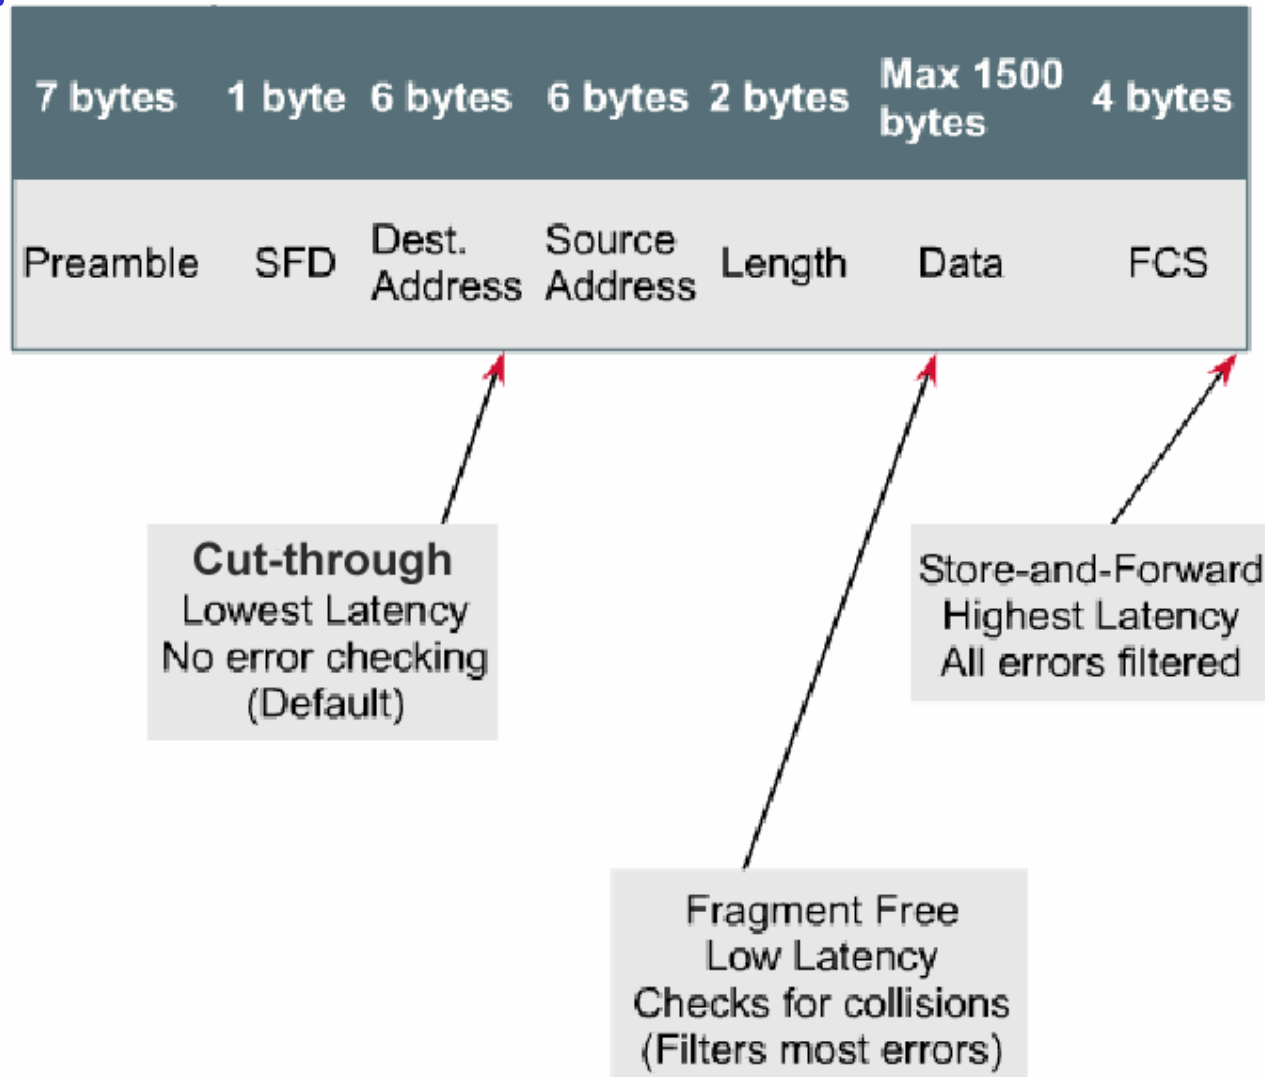 7 bytes 1 byte 6 bytes 6 bytes 2 bytes Max 1500 bytes 4 bytes
Preamble SFD Dest. Address Source Address Length Data FCS
Cut-through
Lowest Latency
No error checking
(Default)
Store-and-Forward
Highest Latency
All errors filtered
Fragment Free
Low Latency
Checks for collisions
(Filters most errors)